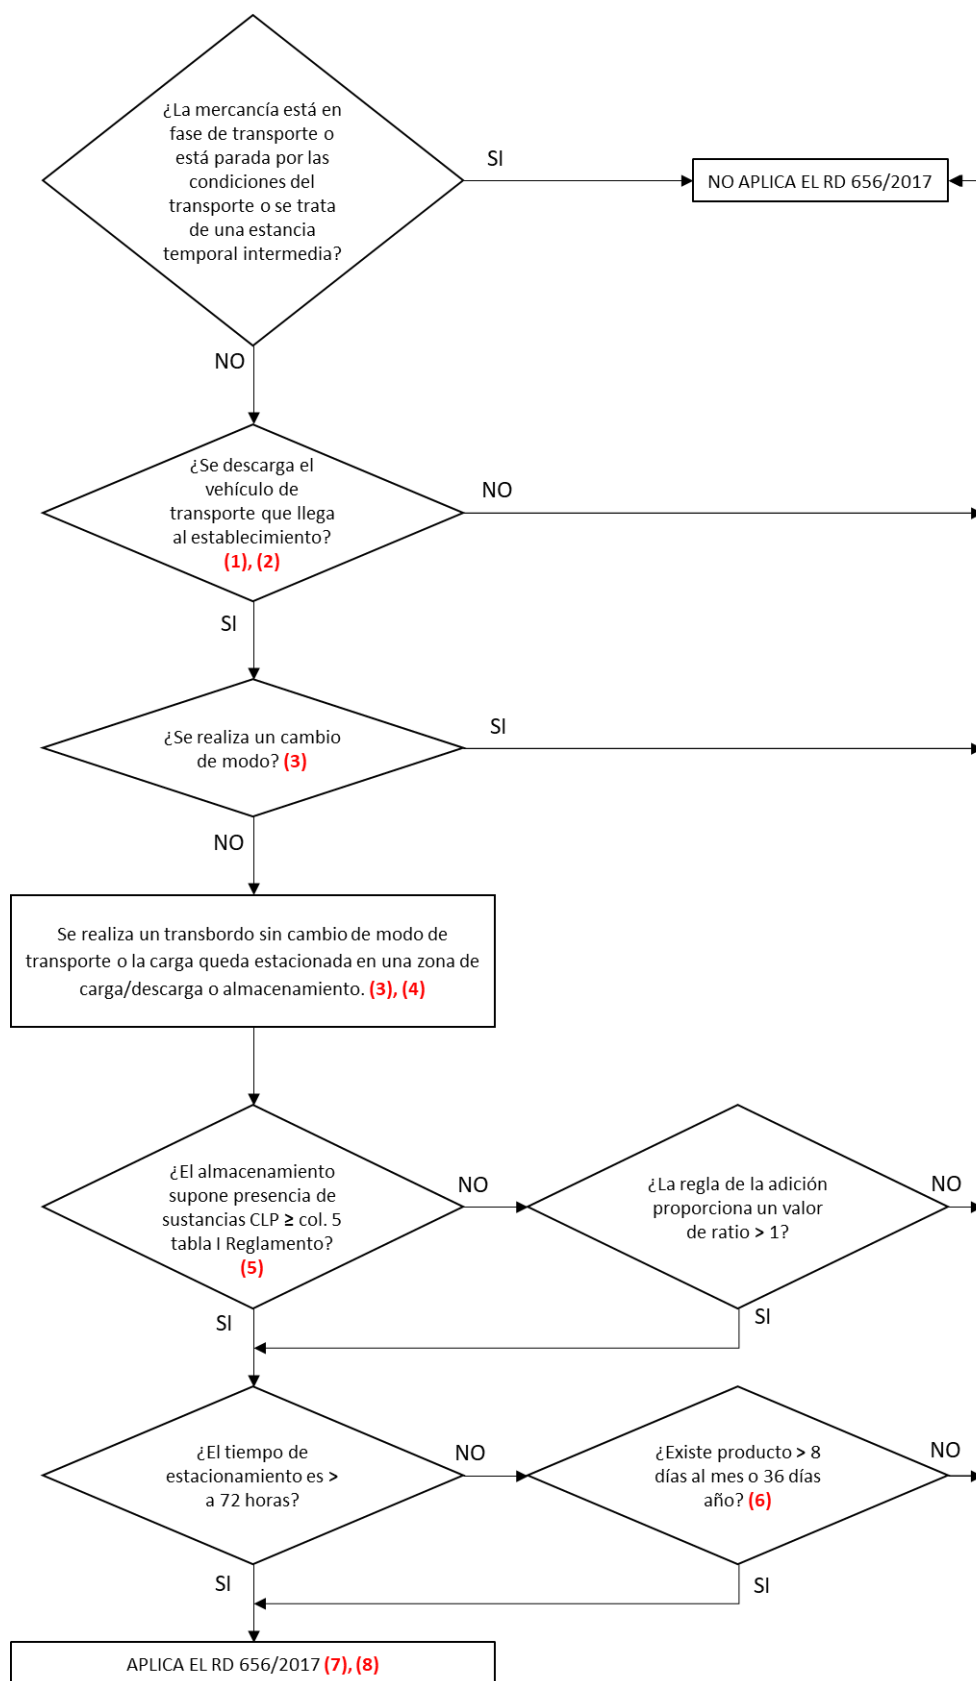 ¿La mercancía está en
fase de transporte o
está parada por las
condiciones del
transporte o se trata
de una estancia
temporal intermedia?
SI
NO APLICA EL RD 656/2017
NO
¿Se descarga el
vehículo de
transporte que llega
al establecimiento?
(1), (2)
NO
SI
¿Se realiza un cambio
de modo? (3)
SI
NO
Se realiza un transbordo sin cambio de modo de
transporte o la carga queda estacionada en una zona de
carga/descarga o almacenamiento. (3), (4)
¿El almacenamiento
supone presencia de
sustancias CLP ≥ col. 5
tabla I Reglamento?
(5)
NO
¿La regla de la adición
proporciona un valor
de ratio > 1?
NO
SI
SI
¿El tiempo de
estacionamiento es >
a 72 horas?
NO
¿Existe producto > 8
días al mes o 36 días
año? (6)
NO
SI
SI
APLICA EL RD 656/2017 (7), (8)